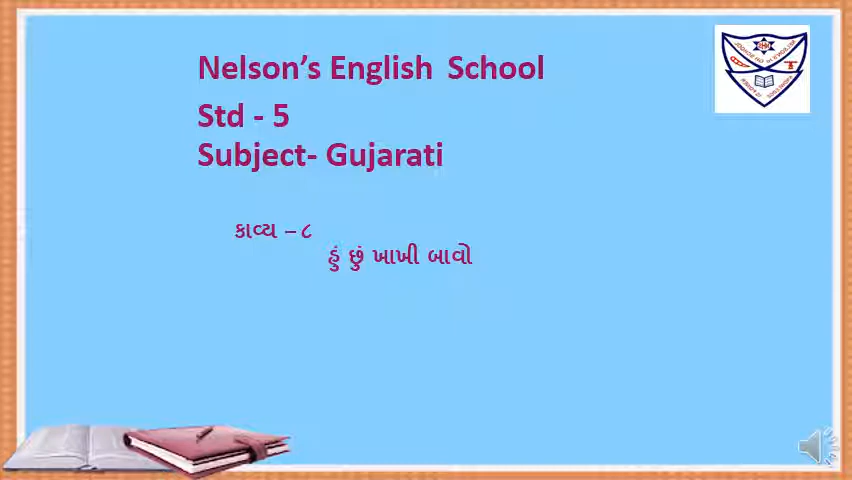 Nelson’s English School
Std - 5
Subject- Gujarati
કાવ્ય – ૮
હું છું ખાખી બાવો